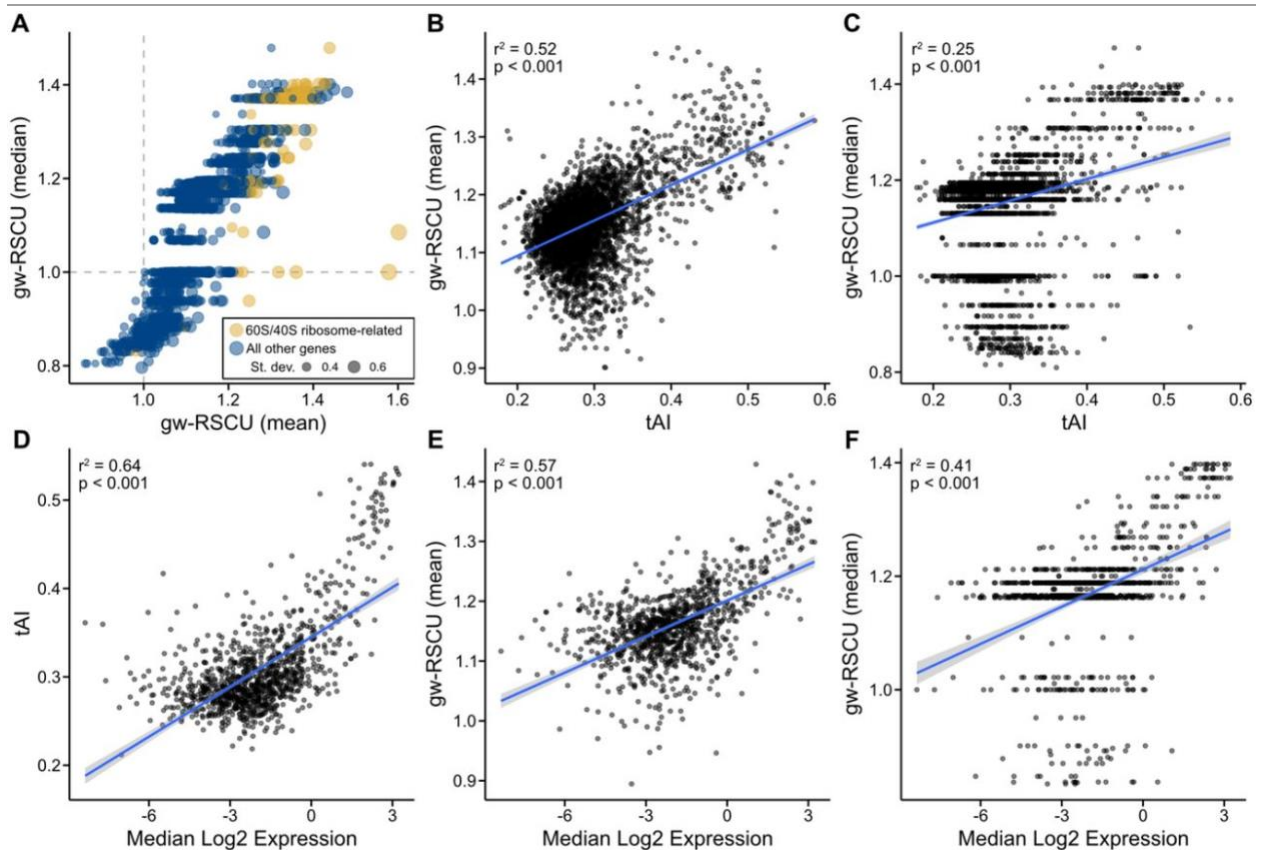 A
gw-RSCU (median)
1.4
1.2
1.0
0.8
60S/40S ribosome-related
All other genes
St. dev. 0.4 0.6
1.0 1.2 1.4 1.6
gw-RSCU (mean)
B
r² = 0.52
p < 0.001
gw-RSCU (mean)
1.4
1.3
1.2
1.1
1.0
0.9
0.2 0.3 0.4 0.5 0.6
tAI
C
r² = 0.25
p < 0.001
gw-RSCU (median)
1.4
1.2
1.0
0.8
0.2 0.3 0.4 0.5 0.6
tAI
D
r² = 0.64
p < 0.001
tAI
0.5
0.4
0.3
0.2
-6 -3 0 3
Median Log2 Expression
E
r² = 0.57
p < 0.001
gw-RSCU (mean)
1.4
1.3
1.2
1.1
1.0
0.9
-6 -3 0 3
Median Log2 Expression
F
r² = 0.41
p < 0.001
gw-RSCU (median)
1.4
1.2
1.0
-6 -3 0 3
Median Log2 Expression